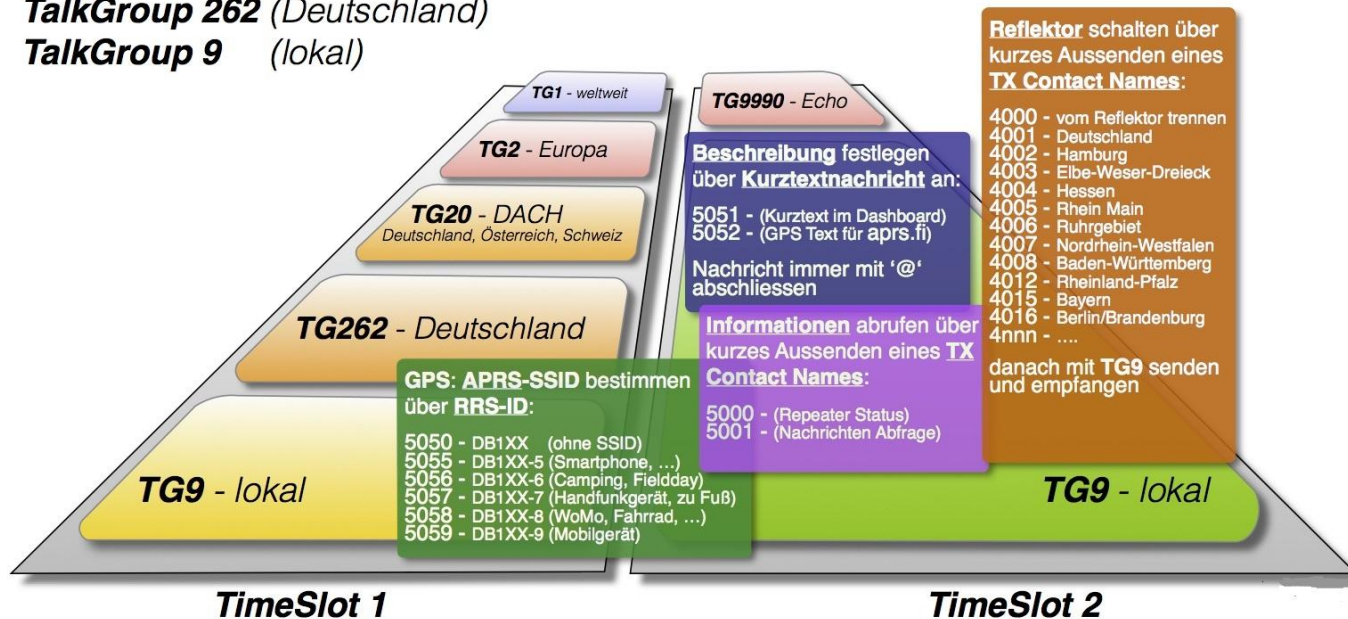 TalkGroup 262 (Deutschland)
TalkGroup 9 (lokal)
TG1 - weltweit
TG2 - Europa
TG20 - DACH
Deutschland, Österreich, Schweiz
TG262 - Deutschland
TG9 - lokal
GPS: APRS-SSID bestimmen
über RRS-ID:
5050 - DB1XX (ohne SSID)
5055 - DB1XX-5 (Smartphone, ...)
5056 - DB1XX-6 (Camping, Fieldday)
5057 - DB1XX-7 (Handfunkgerät, zu Fuß)
5058 - DB1XX-8 (WoMo, Fahrrad, ...)
5059 - DB1XX-9 (Mobilgerät)
TimeSlot 1
TG9990 - Echo
Beschreibung festlegen
über Kurztextnachricht an:
5051 - (Kurztext im Dashboard)
5052 - (GPS Text für aprs.fi)
Nachricht immer mit ‘@‘
abschliessen
Informationen abrufen über
kurzes Aussenden eines TX
Contact Names:
5000 - (Repeater Status)
5001 - (Nachrichten Abfrage)
Reflektor schalten über
kurzes Aussenden eines
TX Contact Names:
4000 - vom Reflektor trennen
4001 - Deutschland
4002 - Hamburg
4003 - Elbe-Weser-Dreieck
4004 - Hessen
4005 - Rhein Main
4006 - Ruhrgebiet
4007 - Nordrhein-Westfalen
4008 - Baden-Württemberg
4012 - Rheinland-Pfalz
4015 - Bayern
4016 - Berlin/Brandenburg
4nnn - ....
danach mit TG9 senden
und empfangen
TG9 - lokal
TimeSlot 2